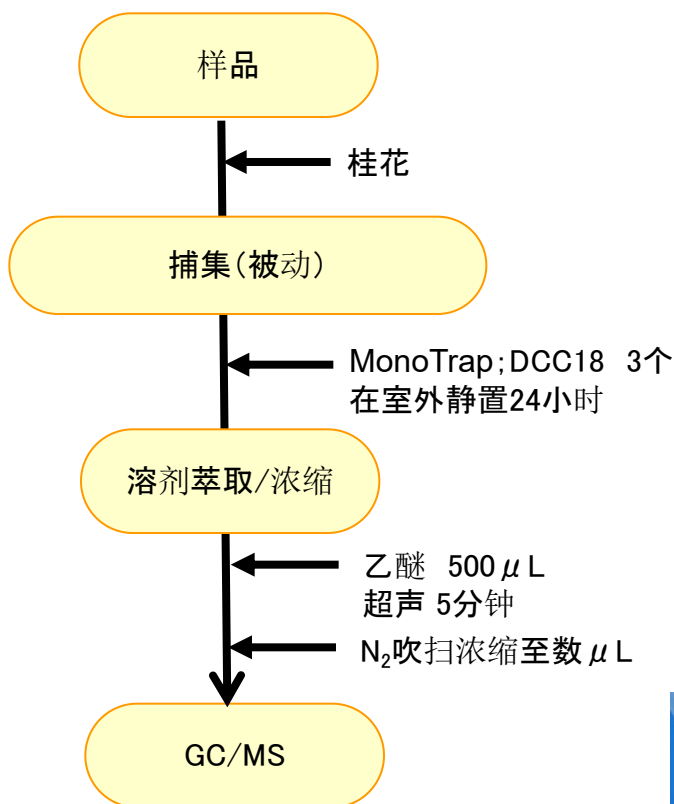 样品
桂花
捕集(被动)
MonoTrap;DCC18 3个
在室外静置24小时
溶剂萃取/浓缩
乙醚 500μL
超声 5分钟
N₂吹扫浓缩至数μL
GC/MS